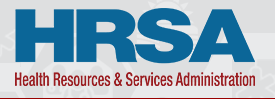 HRSA
Health Resources & Services Administration